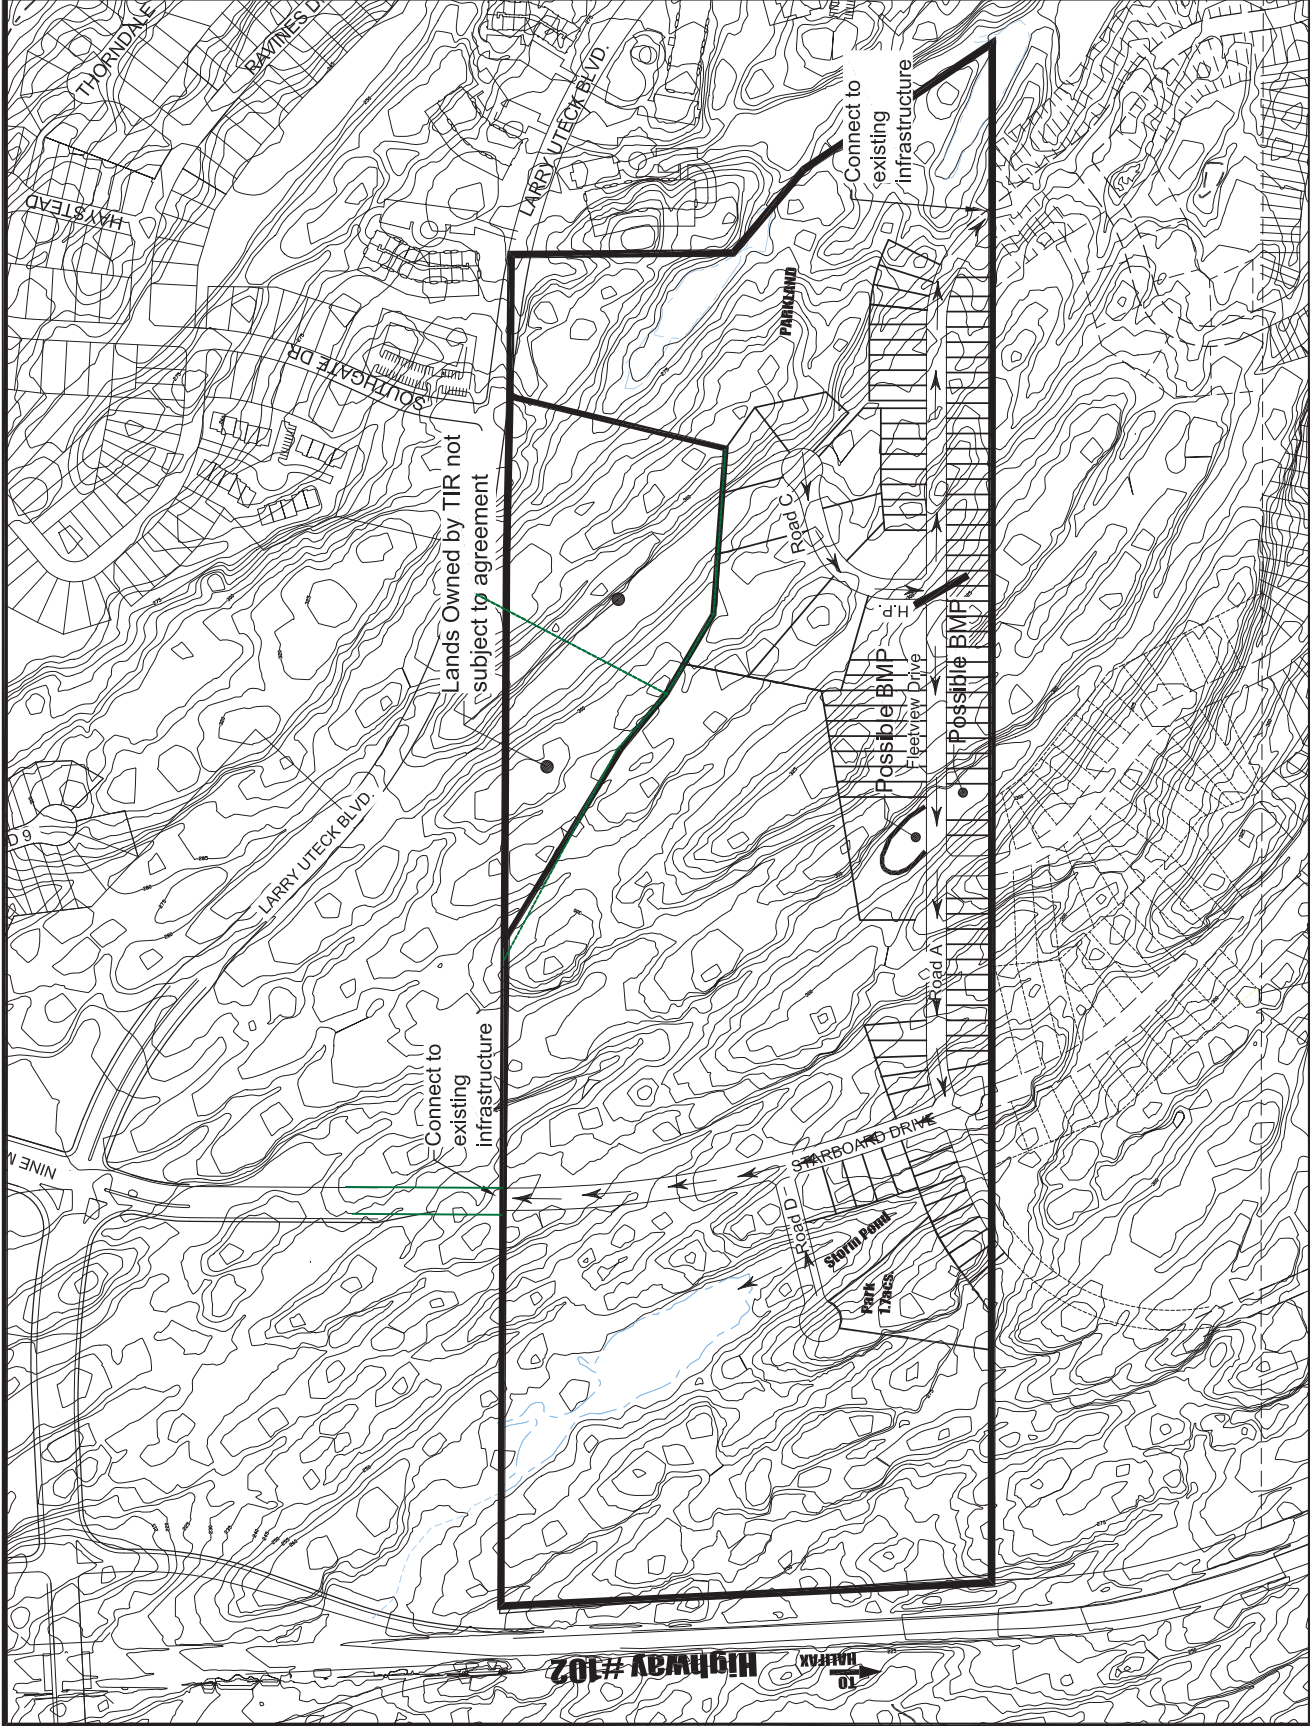 THORNDALE
RAVINES D
HAYSTEAD
LARRY UTECK BLVD.
SOUTHGATE DR
Connect to
existing
infrastructure
PARKLAND
Lands Owned by TIR not
subject to agreement
Road C
H.P.
Possible BMP
Fleetview Drive
Possible BMP
D 9
LARRY UTECK BLVD.
Road A
Connect to
existing
infrastructure
NINE M
STARBOARD DRIVE
Road D
Storm Pond
Park
1.7acs.
Highway #102
TO
HALIFAX